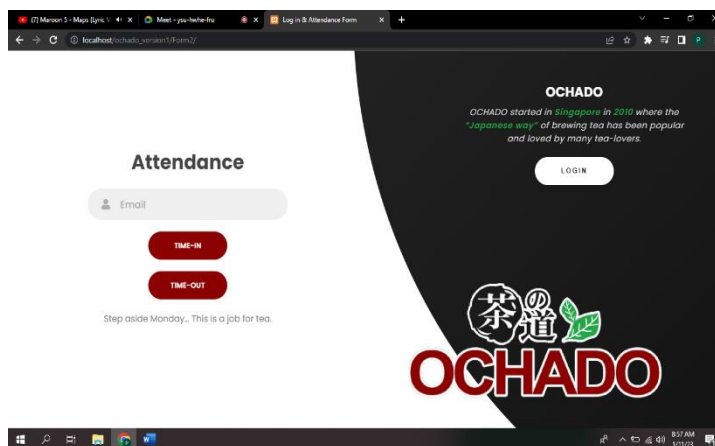 (7) Maroon 5 - Maps (Lyric V
Meet - ysu-hwhe-fru
Log in & Attendance Form
localhost/ochado_version1/Form2/
OCHADO
OCHADO started in Singapore in 2010 where the
"Japanese way" of brewing tea has been popular
and loved by many tea-lovers.
LOGIN
Attendance
Email
TIME-IN
TIME-OUT
Step aside Monday... This is a job for tea.
茶の道
OCHADO
8:57 AM
1/11/23